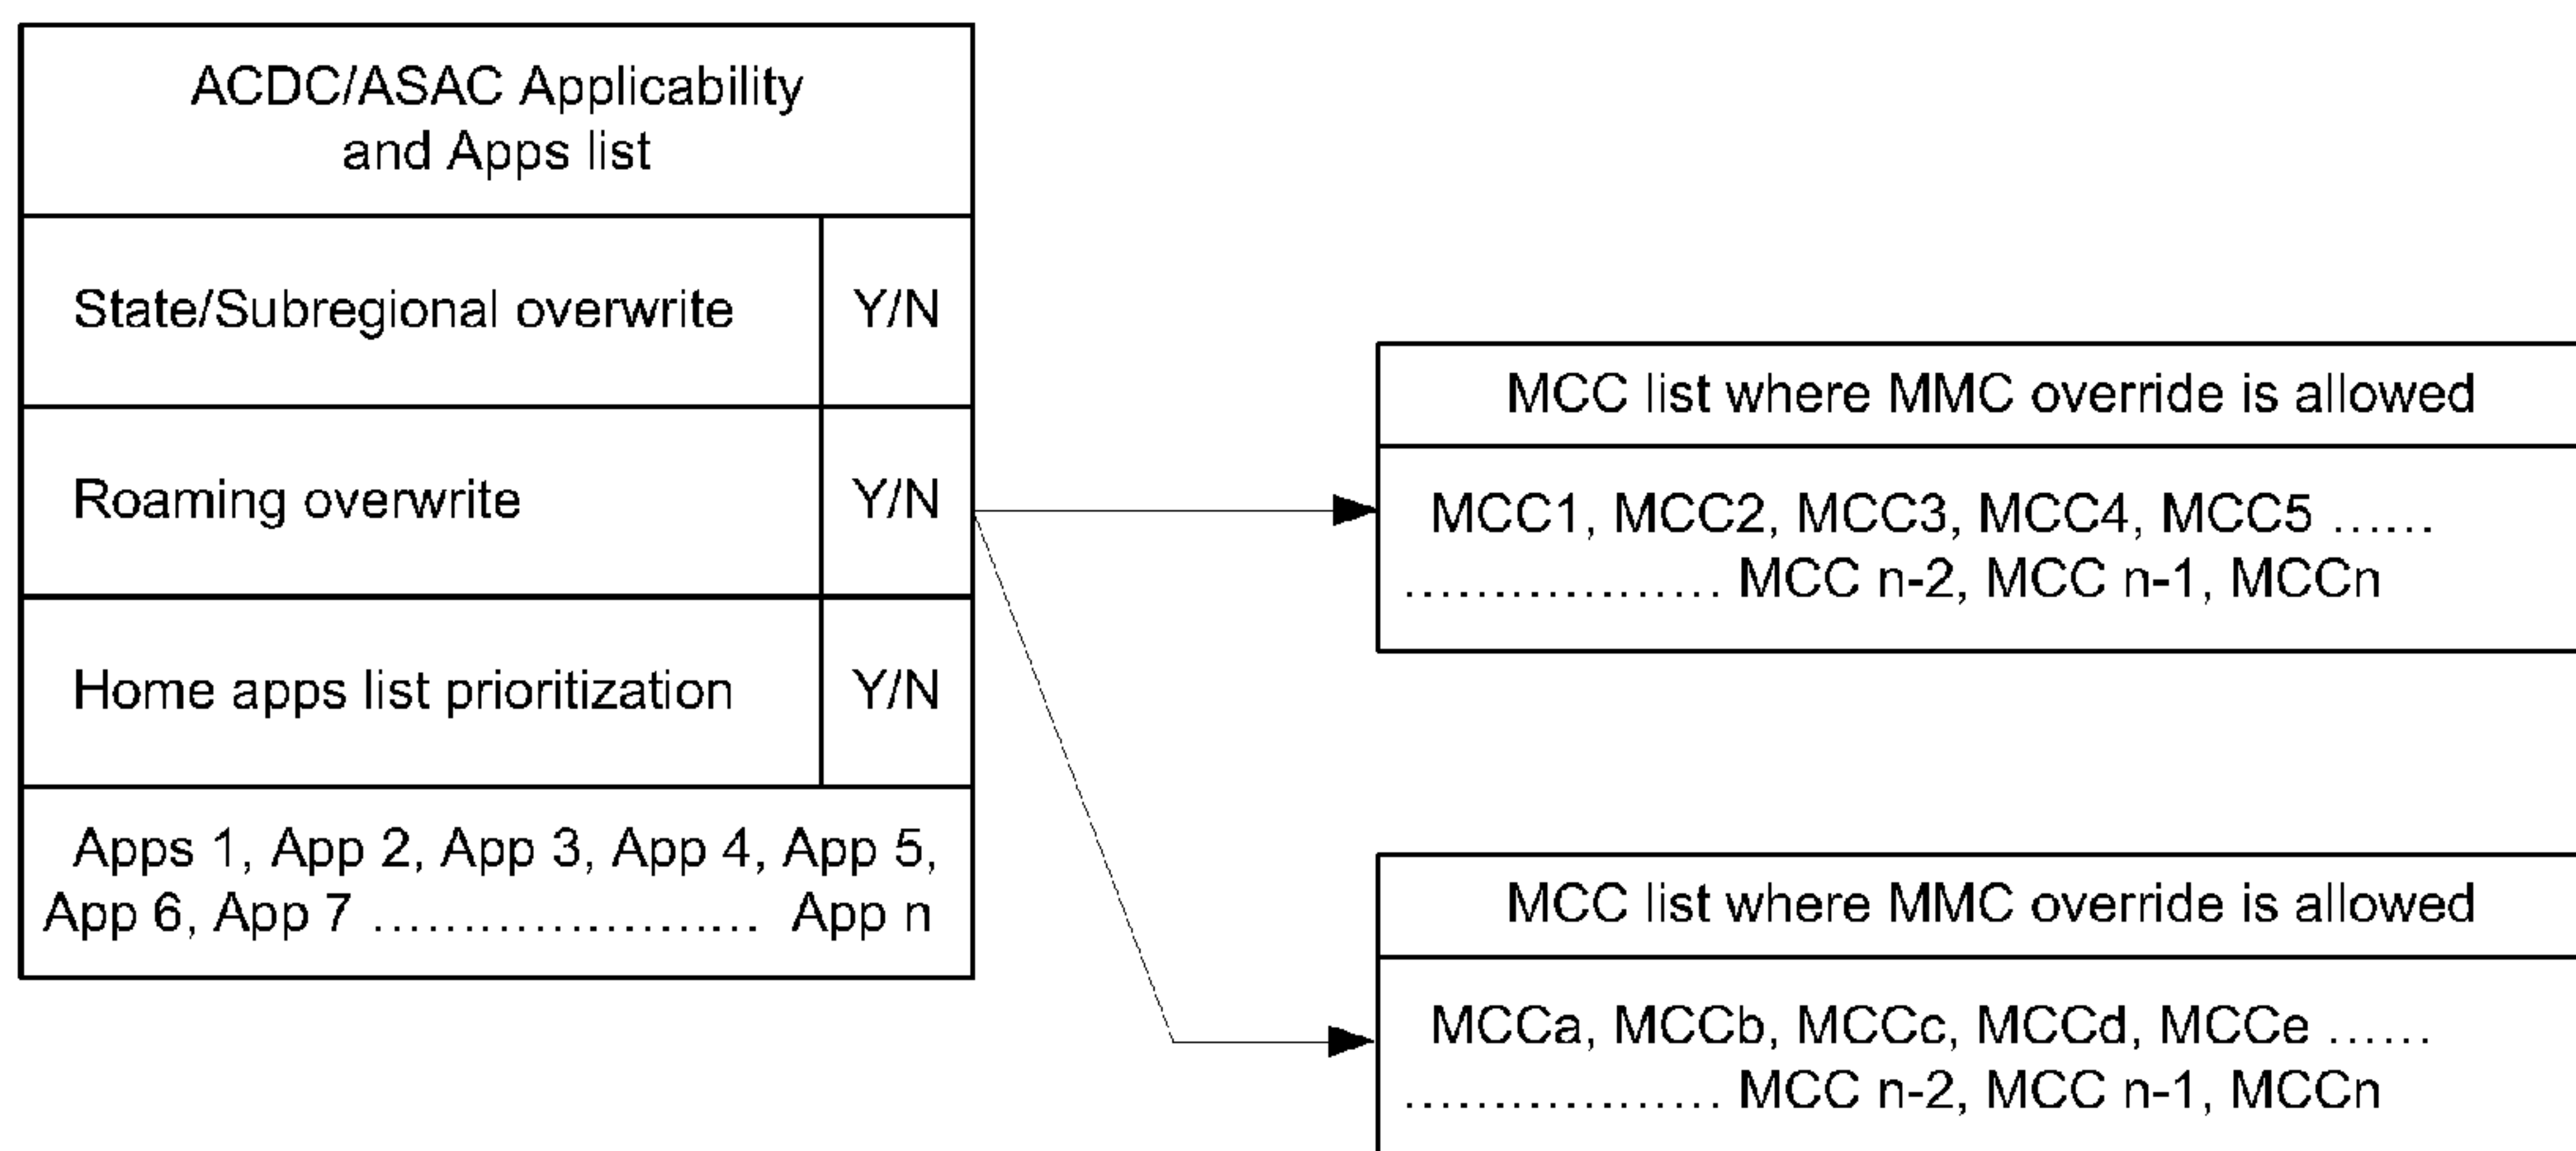 ACDC/ASAC Applicability
and Apps list
State/Subregional overwrite Y/N
Roaming overwrite Y/N
Home apps list prioritization Y/N
Apps 1, App 2, App 3, App 4, App 5,
App 6, App 7 ...................... App n
MCC list where MMC override is allowed
MCC1, MCC2, MCC3, MCC4, MCC5 ......
.................. MCC n-2, MCC n-1, MCCn
MCC list where MMC override is allowed
MCCa, MCCb, MCCc, MCCd, MCCe ......
.................. MCC n-2, MCC n-1, MCCn